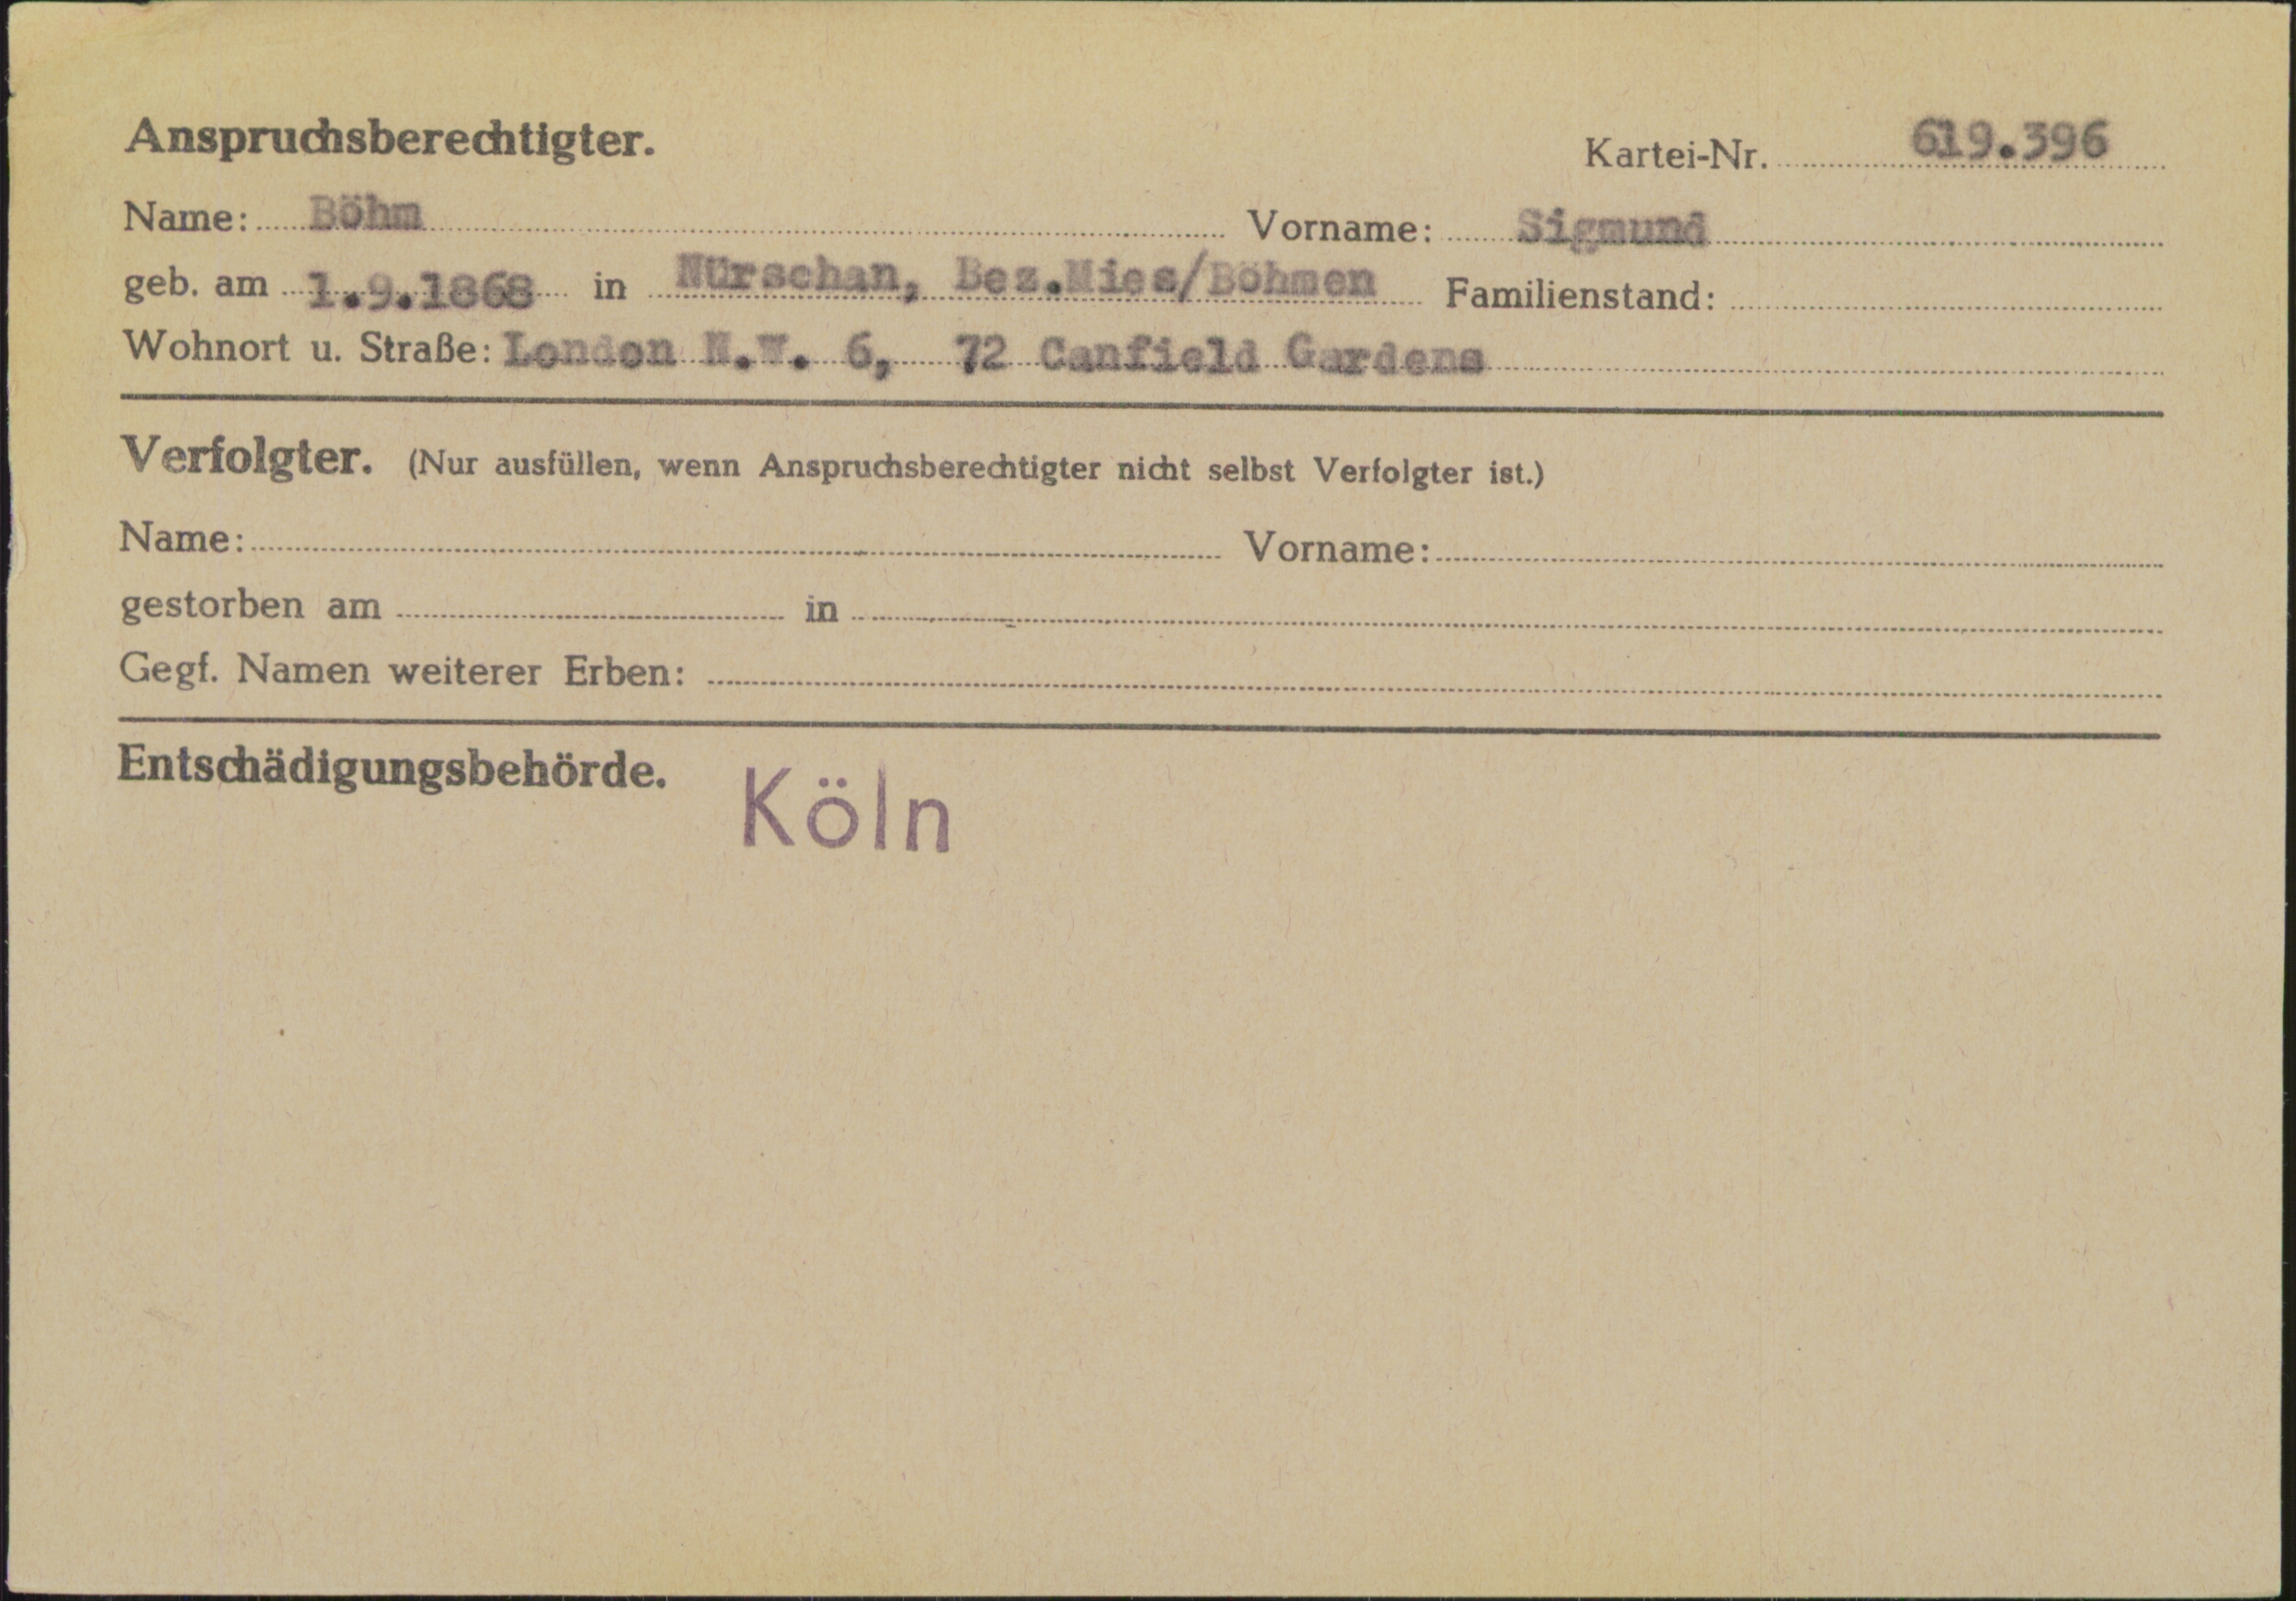 Anspruchsberechtigter.
Kartei-Nr. 619.396
Name: Böhm Vorname: Sigmund
geb. am 1.9.1868 in Nürschan, Bez.Mies/Böhmen Familienstand:
Wohnort u. Straße: London N.W. 6, 72 Canfield Gardens
Verfolgter. (Nur ausfüllen, wenn Anspruchsberechtigter nicht selbst Verfolgter ist.)
Name: Vorname:
gestorben am in
Gegf. Namen weiterer Erben:
Entschädigungsbehörde. Köln